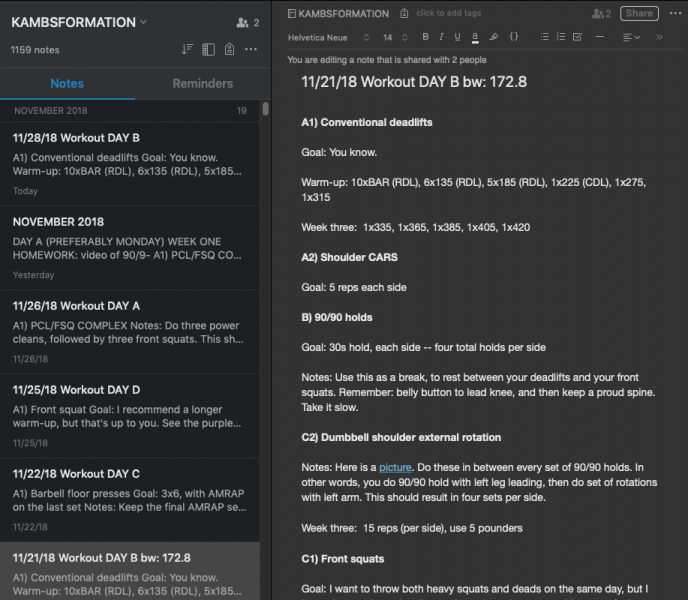 KAMBSFORMATION
2
1159 notes
Notes
Reminders
NOVEMBER 2018
19
11/28/18 Workout DAY B
A1) Conventional deadlifts Goal: You know.
Warm-up: 10xBAR (RDL), 6x135 (RDL), 5x185...
Today
NOVEMBER 2018
DAY A (PREFERABLY MONDAY) WEEK ONE
HOMEWORK: video of 90/9- A1) PCL/FSQ CO...
Yesterday
11/26/18 Workout DAY A
A1) PCL/FSQ COMPLEX Notes: Do three power
cleans, followed by three front squats. This sh...
11/26/18
11/25/18 Workout DAY D
A1) Front squat Goal: I recommend a longer
warm-up, but that's up to you. See the purple...
11/25/18
11/22/18 Workout DAY C
A1) Barbell floor presses Goal: 3x6, with AMRAP
on the last set Notes: Keep the final AMRAP se...
11/22/18
11/21/18 Workout DAY B bw: 172.8
A1) Conventional deadlifts Goal: You know.
Warm-up: 10xBAR (RDL), 6x135 (RDL), 5x185...
KAMBSFORMATION
click to add tags
2
Share
Helvetica Neue
14
B I U a {}
You are editing a note that is shared with 2 people
11/21/18 Workout DAY B bw: 172.8
A1) Conventional deadlifts
Goal: You know.
Warm-up: 10xBAR (RDL), 6x135 (RDL), 5x185 (RDL), 1x225 (CDL), 1x275,
1x315
Week three: 1x335, 1x365, 1x385, 1x405, 1x420
A2) Shoulder CARS
Goal: 5 reps each side
B) 90/90 holds
Goal: 30s hold, each side -- four total holds per side
Notes: Use this as a break, to rest between your deadlifts and your front
squats. Remember: belly button to lead knee, and then keep a proud spine.
Take it slow.
C2) Dumbbell shoulder external rotation
Notes: Here is a picture. Do these in between every set of 90/90 holds. In
other words, you do 90/90 hold with left leg leading, then do set of rotations
with left arm. This should result in four sets per side.
Week three: 15 reps (per side), use 5 pounders
C1) Front squats
Goal: I want to throw both heavy squats and deads on the same day, but I